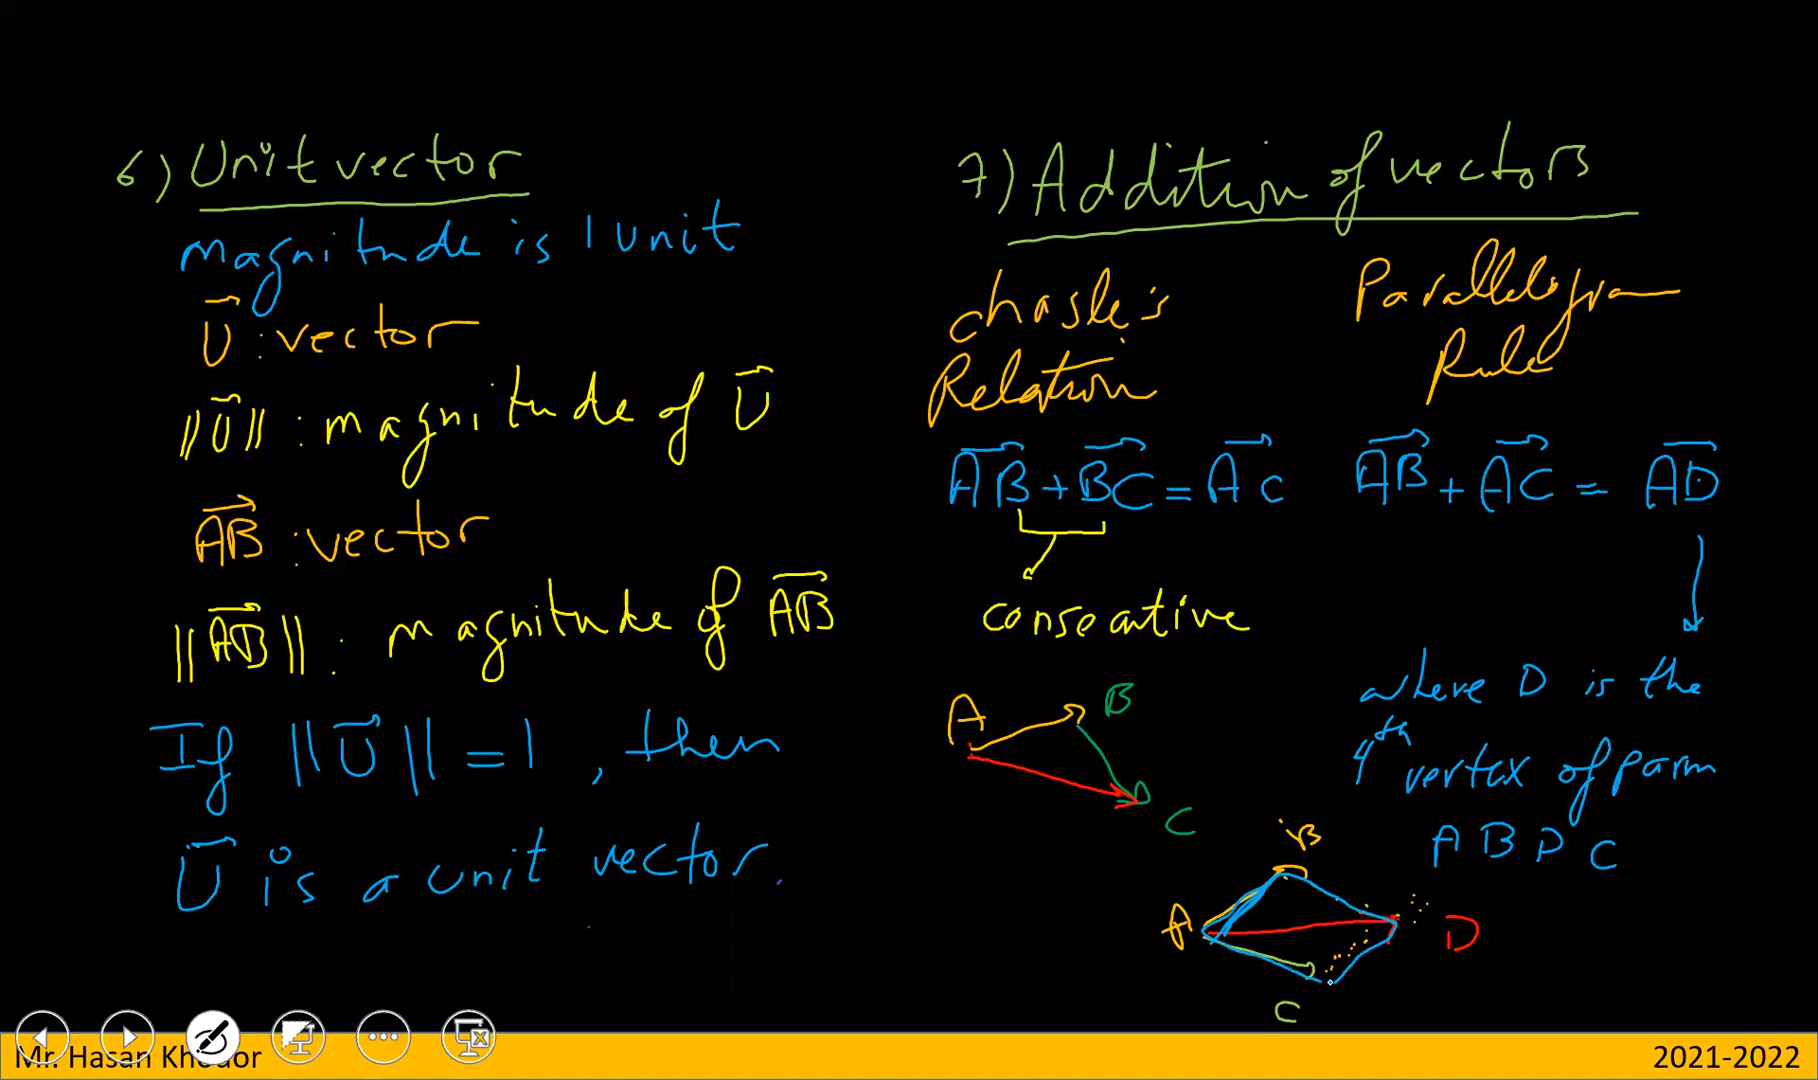 6) Unit vector
magnitude is 1 unit
U⃗ : vector
||U⃗|| : magnitude of U⃗
AB⃗ : vector
||AB⃗|| : magnitude of AB⃗
If ||U⃗|| = 1 , then
U⃗ is a unit vector.
7) Addition of vectors
chasle's
Relation
AB⃗ + BC⃗ = AC⃗
consecutive
A
B
C
Parallelogram
Rule
AB⃗ + AC⃗ = AD⃗
where D is the
4th vertex of parm
A B D C
B
A
D
C
Mr. Hasan Khodor
2021-2022